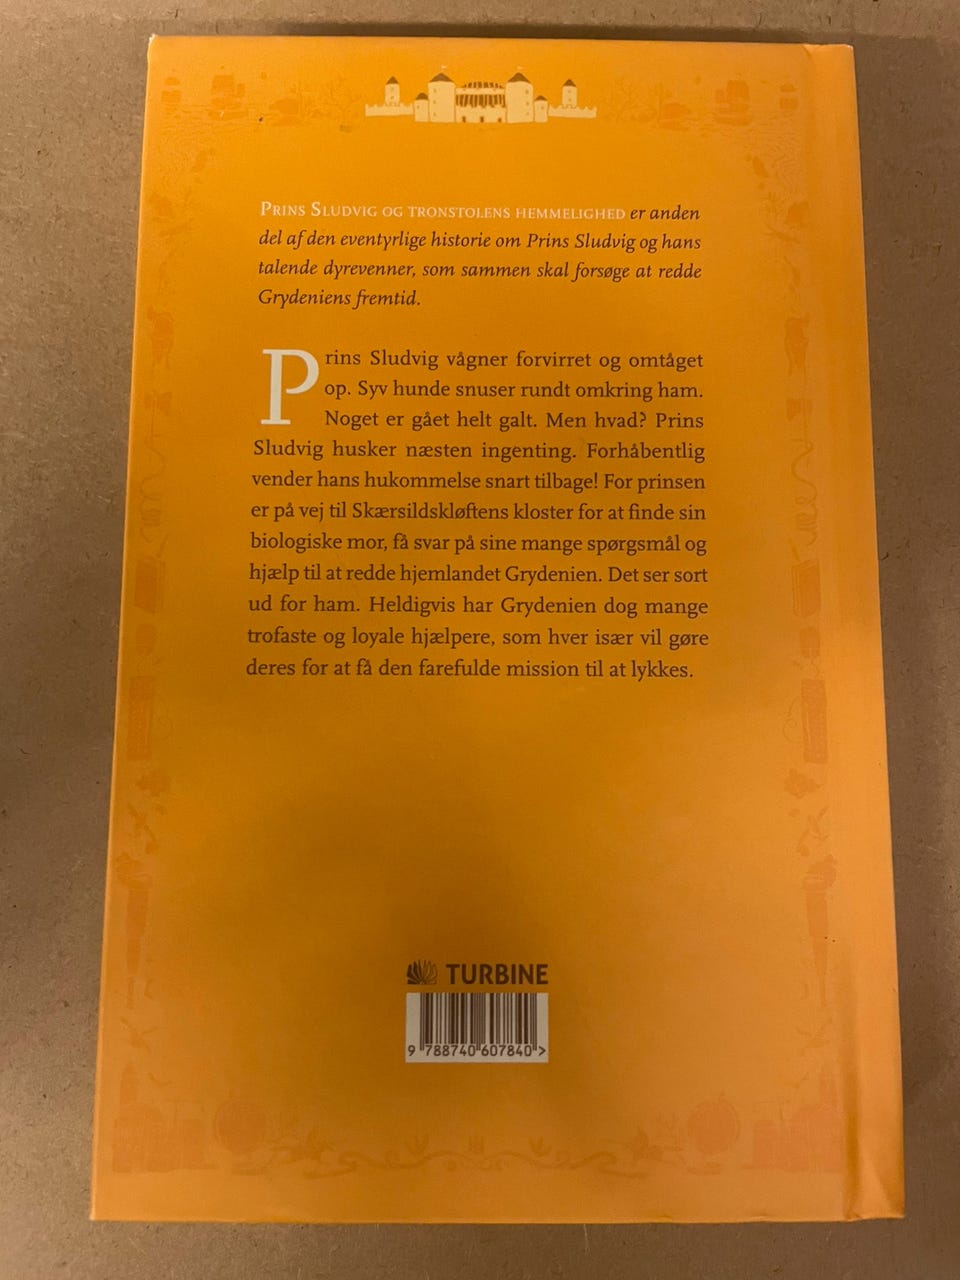 PRINS SLUDVIG OG TRONSTOLENS HEMMELIGHED er anden
del af den eventyrlige historie om Prins Sludvig og hans
talende dyrevenner, som sammen skal forsøge at redde
Grydeniens fremtid.
Prins Sludvig vågner forvirret og omtåget
op. Syv hunde snuser rundt omkring ham.
Noget er gået helt galt. Men hvad? Prins
Sludvig husker næsten ingenting. Forhåbentlig
vender hans hukommelse snart tilbage! For prinsen
er på vej til Skærsildskløftens kloster for at finde sin
biologiske mor, få svar på sine mange spørgsmål og
hjælp til at redde hjemlandet Grydenien. Det ser sort
ud for ham. Heldigvis har Grydenien dog mange
trofaste og loyale hjælpere, som hver især vil gøre
deres for at få den farefulde mission til at lykkes.
TURBINE
9 788740 607840 >